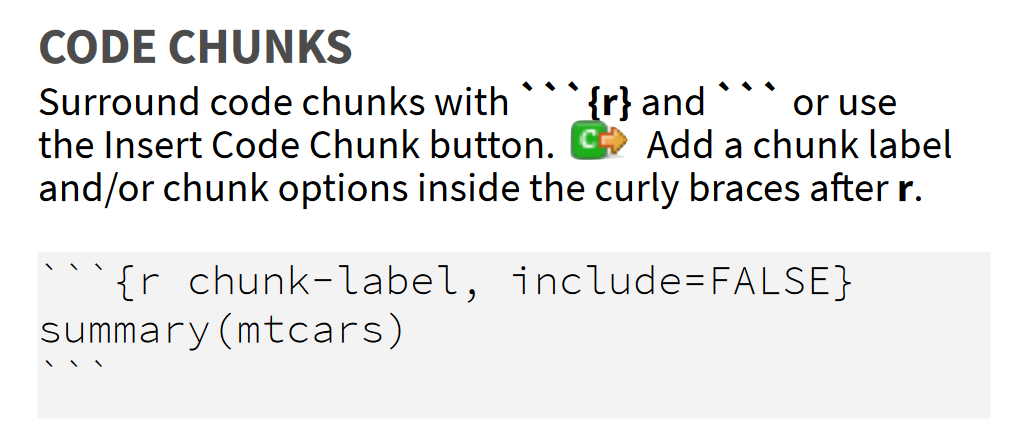 CODE CHUNKS
Surround code chunks with ```{r} and ``` or use
the Insert Code Chunk button. C Add a chunk label
and/or chunk options inside the curly braces after r.
```{r chunk-label, include=FALSE}
summary(mtcars)
```